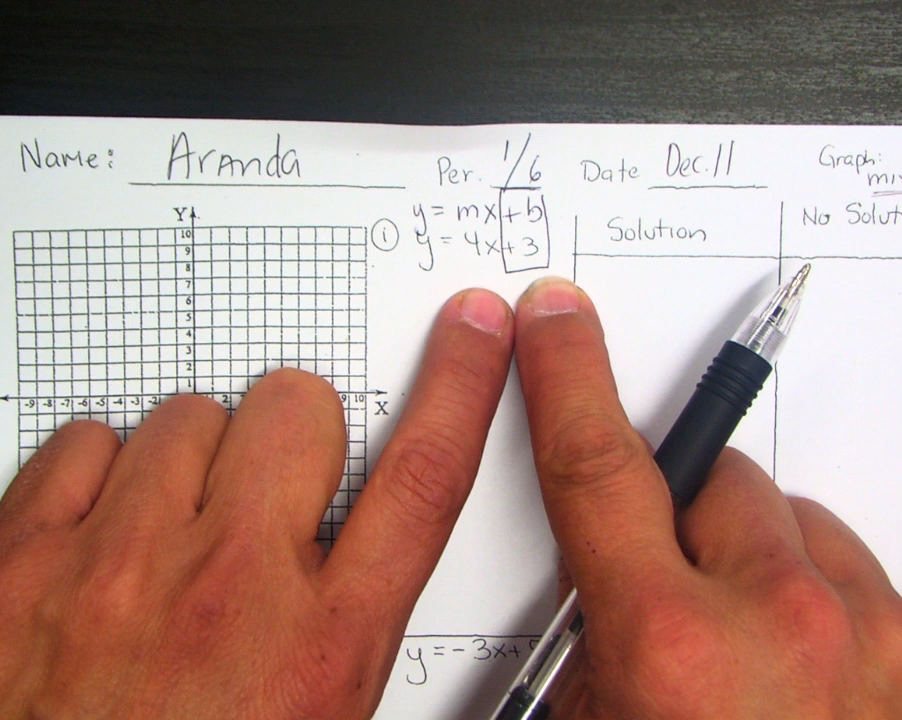 Name: Aranda Per. 1/6 Date Dec. 11 Graph:
y = mx + b
i y = 4x + 3
Solution
No Solut
Y
10
9
8
7
6
5
4
3
2
1
-9 -8 -7 -6 -5 -4 -3 -2 2 9 10 X
y = -3x +